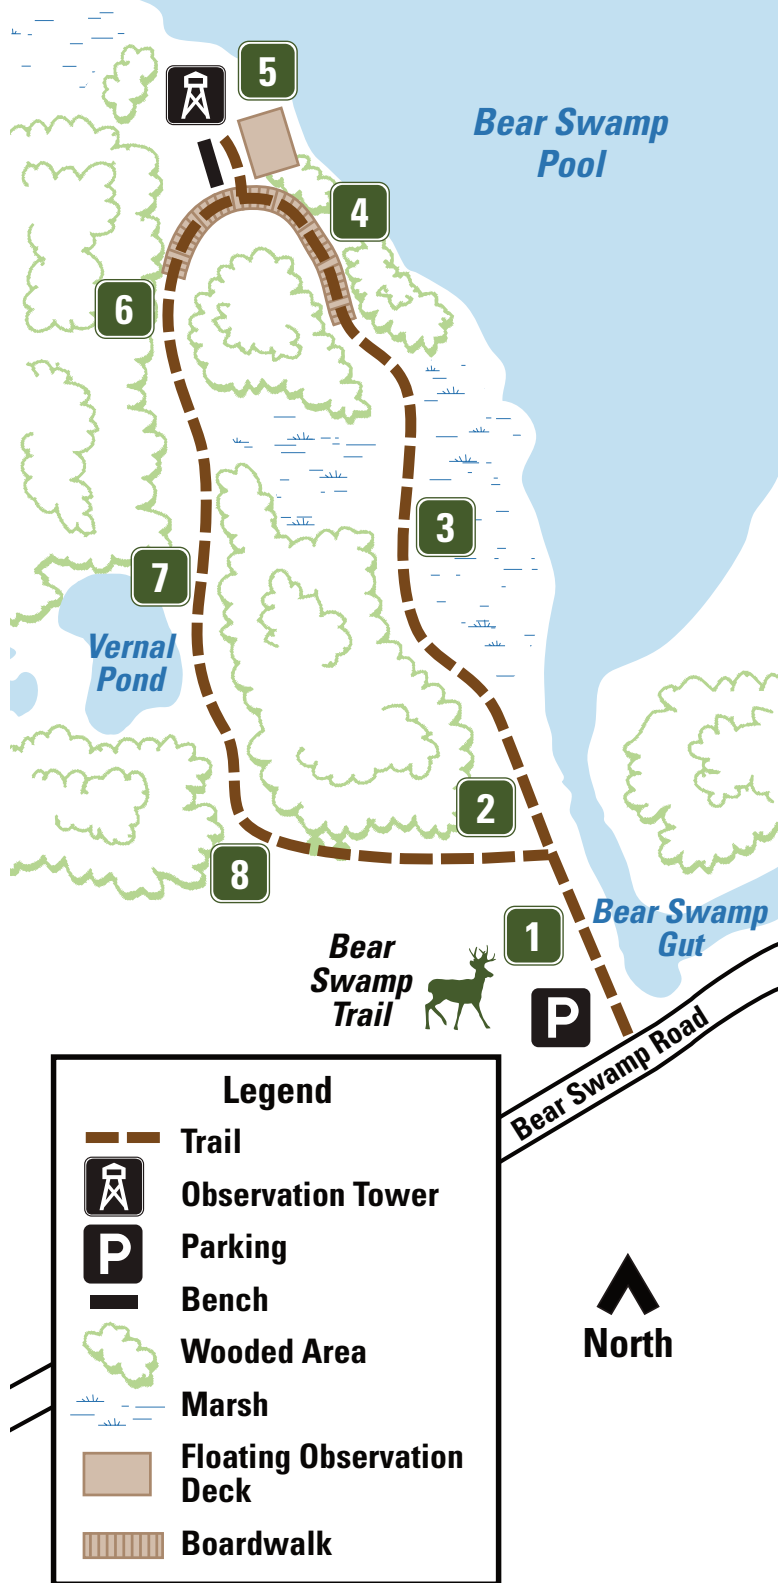 5
Bear Swamp
Pool
4
6
3
7
Vernal
Pond
2
8
1
Bear Swamp
Gut
Bear
Swamp
Trail
P
Bear Swamp Road
Legend
Trail
Observation Tower
P
Parking
Bench
Wooded Area
Marsh
Floating Observation
Deck
Boardwalk
North